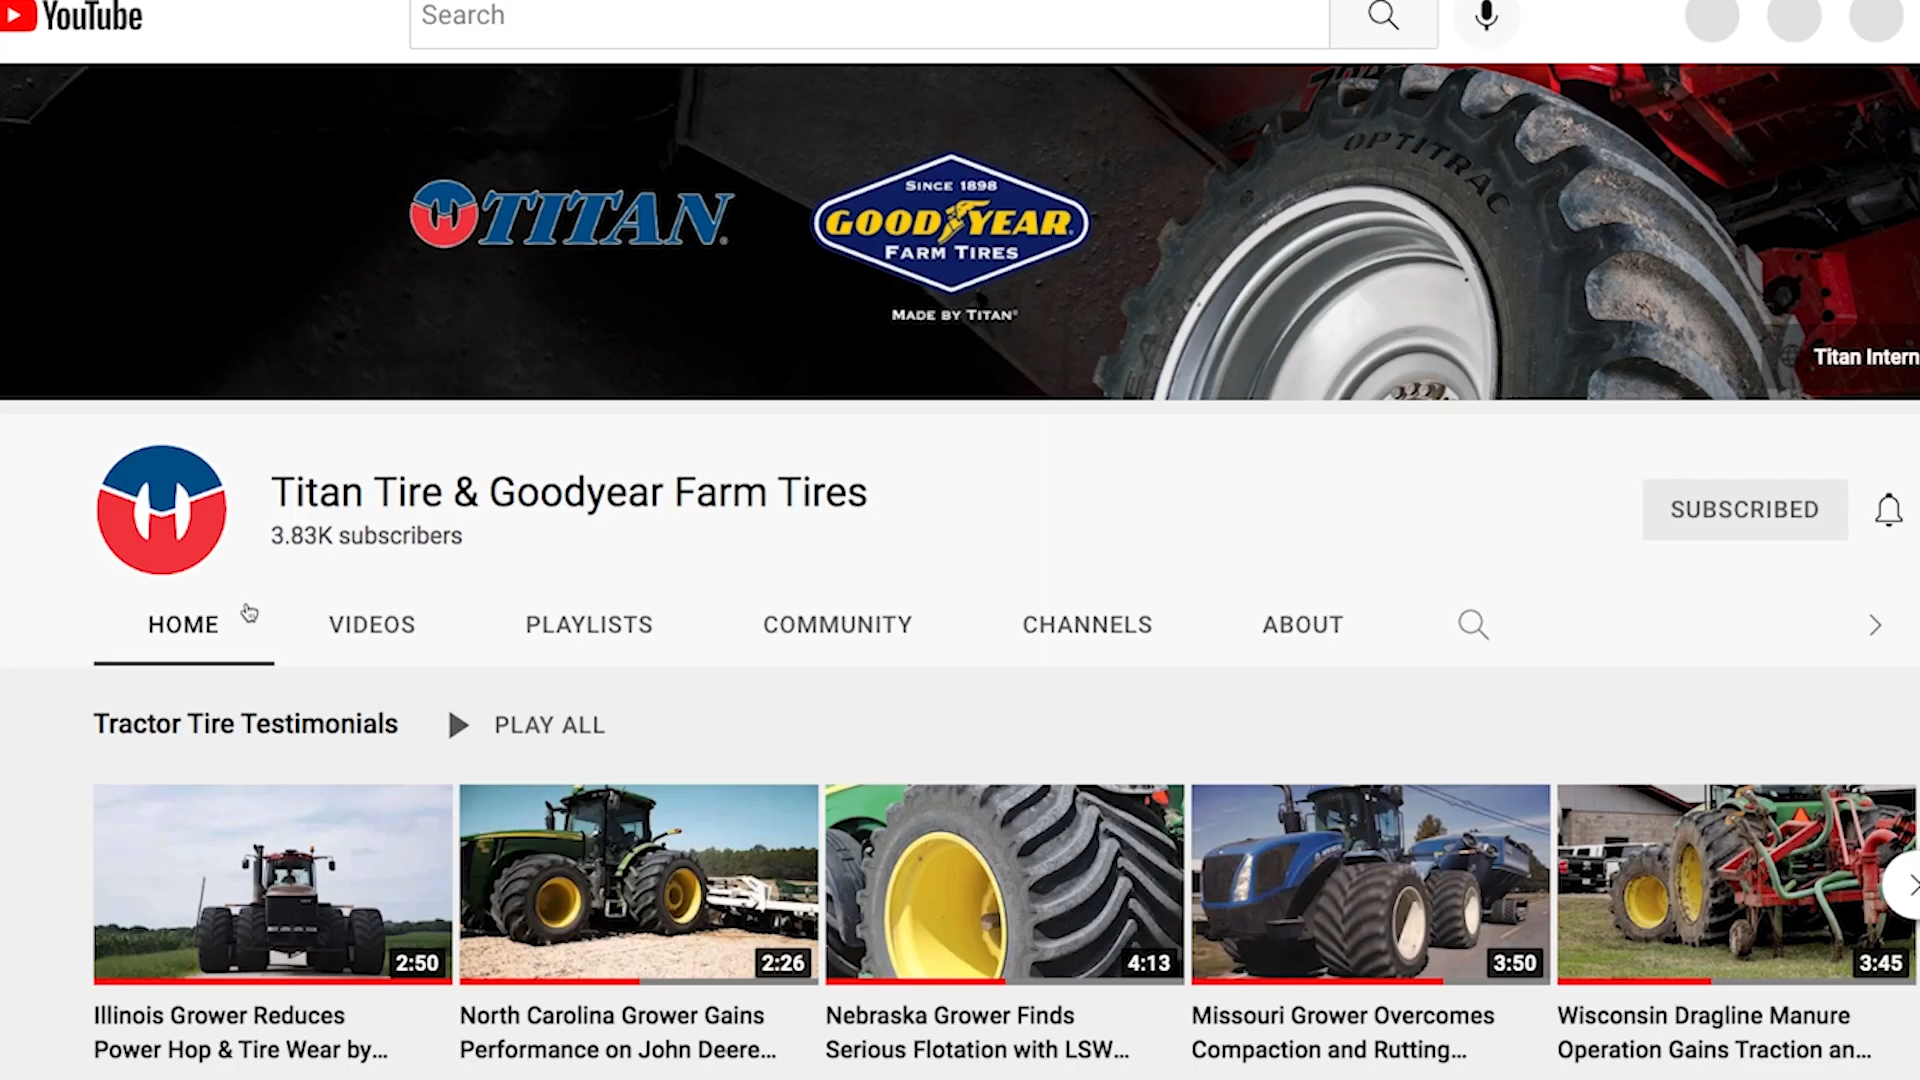 YouTube
Search
OPTITRAC
TITAN
SINCE 1898
GOODYEAR
FARM TIRES
MADE BY TITAN®
Titan Intern
Titan Tire & Goodyear Farm Tires
3.83K subscribers
SUBSCRIBED
HOME
VIDEOS
PLAYLISTS
COMMUNITY
CHANNELS
ABOUT
Tractor Tire Testimonials
PLAY ALL
2:50
2:26
4:13
3:50
3:45
Illinois Grower Reduces
Power Hop & Tire Wear by...
North Carolina Grower Gains
Performance on John Deere...
Nebraska Grower Finds
Serious Flotation with LSW...
Missouri Grower Overcomes
Compaction and Rutting...
Wisconsin Dragline Manure
Operation Gains Traction an...